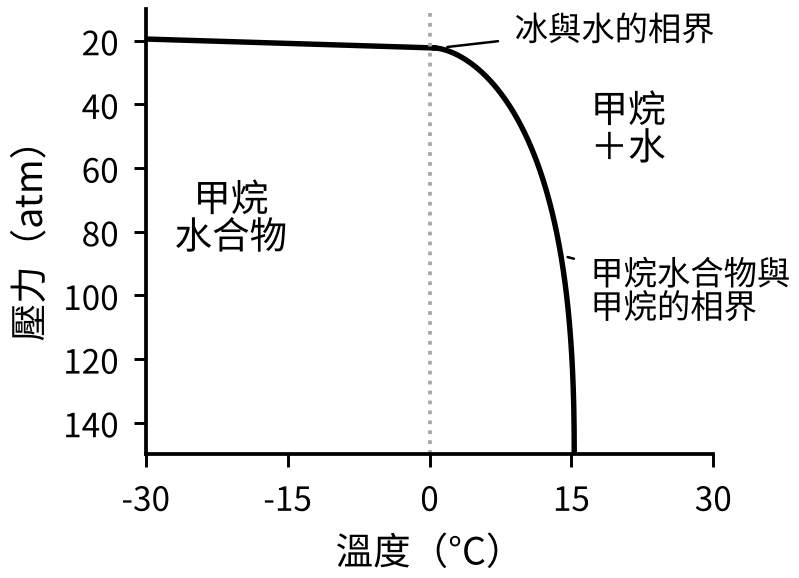 冰與水的相界
甲烷
＋水
甲烷
水合物
甲烷水合物與
甲烷的相界
壓力（atm）
20
40
60
80
100
120
140
-30
-15
0
15
30
溫度（°C）